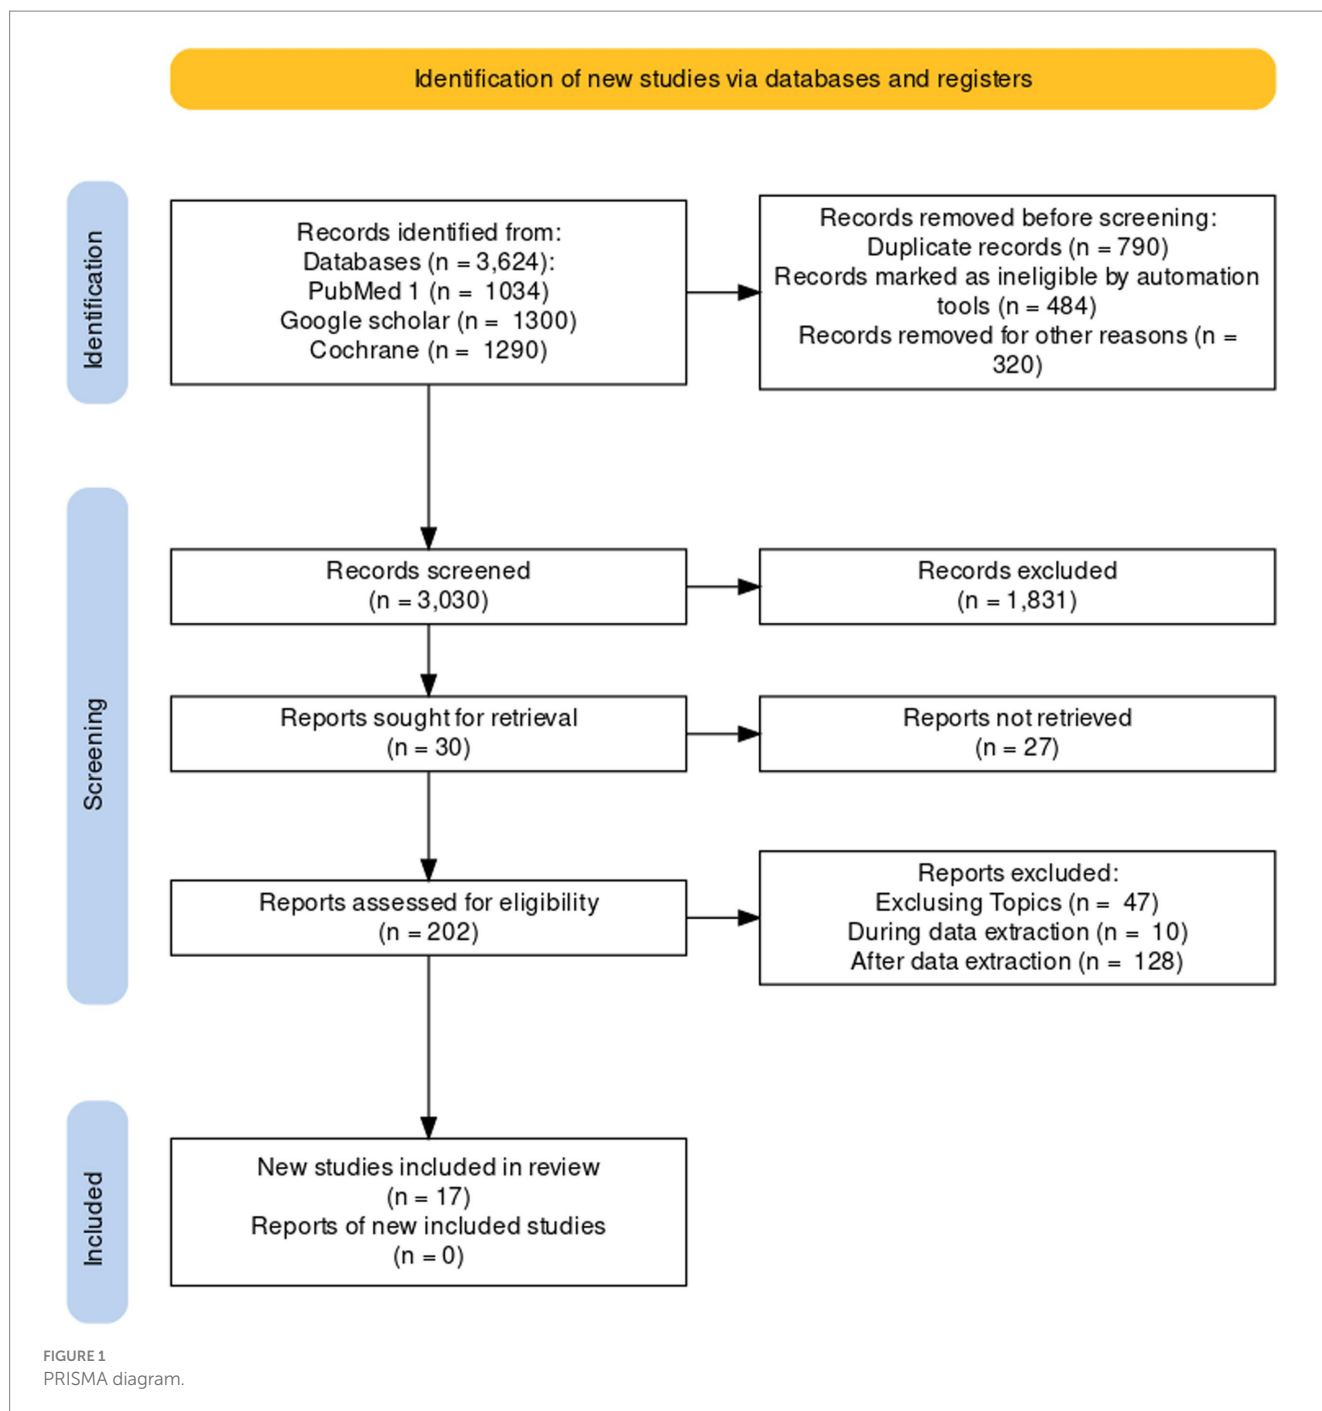 Identification of new studies via databases and registers
Identification
Records identified from:
Databases (n = 3,624):
PubMed 1 (n = 1034)
Google scholar (n = 1300)
Cochrane (n = 1290)
Records removed before screening:
Duplicate records (n = 790)
Records marked as ineligible by automation
tools (n = 484)
Records removed for other reasons (n =
320)
Screening
Records screened
(n = 3,030)
Records excluded
(n = 1,831)
Reports sought for retrieval
(n = 30)
Reports not retrieved
(n = 27)
Reports assessed for eligibility
(n = 202)
Reports excluded:
Exclusing Topics (n = 47)
During data extraction (n = 10)
After data extraction (n = 128)
Included
New studies included in review
(n = 17)
Reports of new included studies
(n = 0)
FIGURE 1
PRISMA diagram.